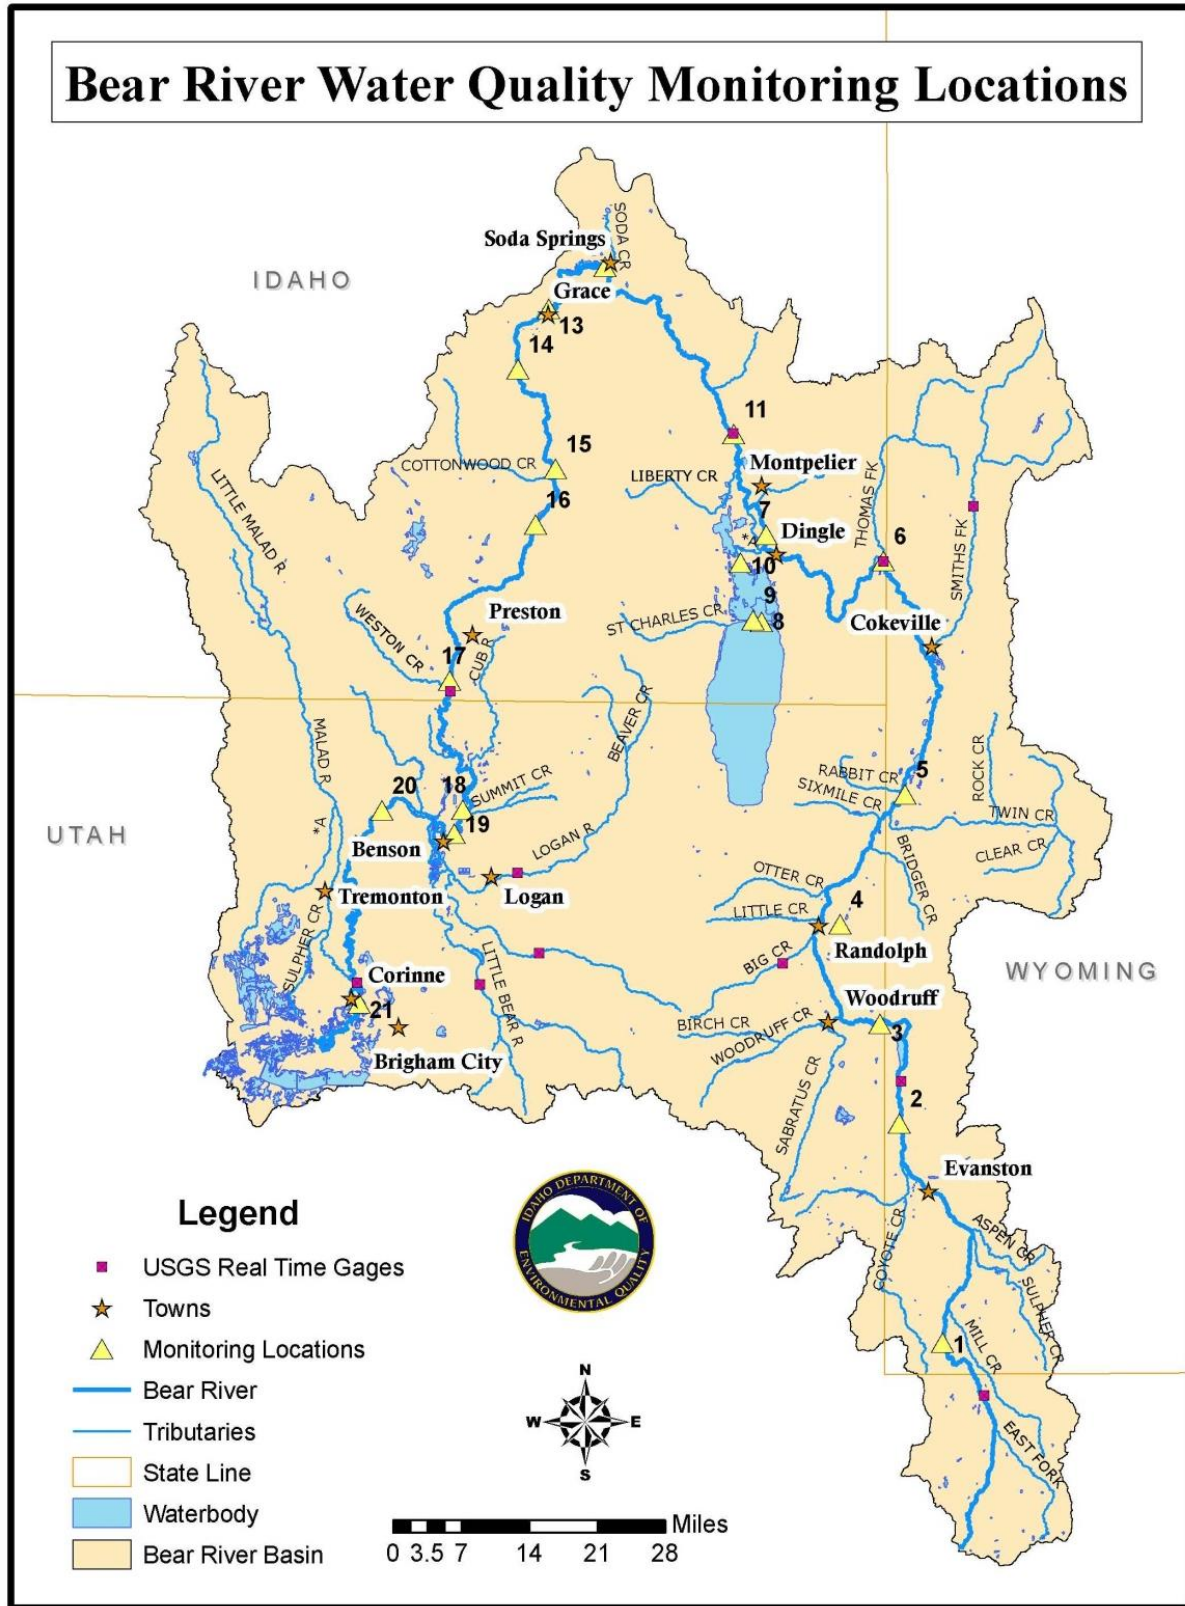 Bear River Water Quality Monitoring Locations
SODA CR
Soda Springs
IDAHO
Grace
13
14
11
15
COTTONWOOD CR
Montpelier
LIBERTY CR
THOMAS FK
LITTLE MALAD R
16
7
Dingle
6
SMITHS FK
*A
10
9
Preston
ST CHARLES CR
8
Cokeville
WESTON CR
17
CUB R
BEAVER CR
MALAD R
ROCK CR
RABBIT CR
5
20
18
SUMMIT CR
SIXMILE CR
TWIN CR
UTAH
*A
19
Benson
LOGAN R
BRIDGER CR
CLEAR CR
OTTER CR
Tremonton
Logan
LITTLE CR
4
SULPHER CR
Randolph
BIG CR
WYOMING
Corinne
LITTLE BEAR R
Woodruff
21
BIRCH CR
WOODRUFF CR
3
Brigham City
SABRATUS CR
2
Evanston
IDAHO DEPARTMENT OF
ENVIRONMENTAL QUALITY
COYOTE CR
ASPEN CR
SULPHER CR
MILL CR
1
EAST FORK
Legend
USGS Real Time Gages
Towns
Monitoring Locations
Bear River
Tributaries
State Line
Waterbody
Bear River Basin
N
W E
S
Miles
0 3.5 7 14 21 28